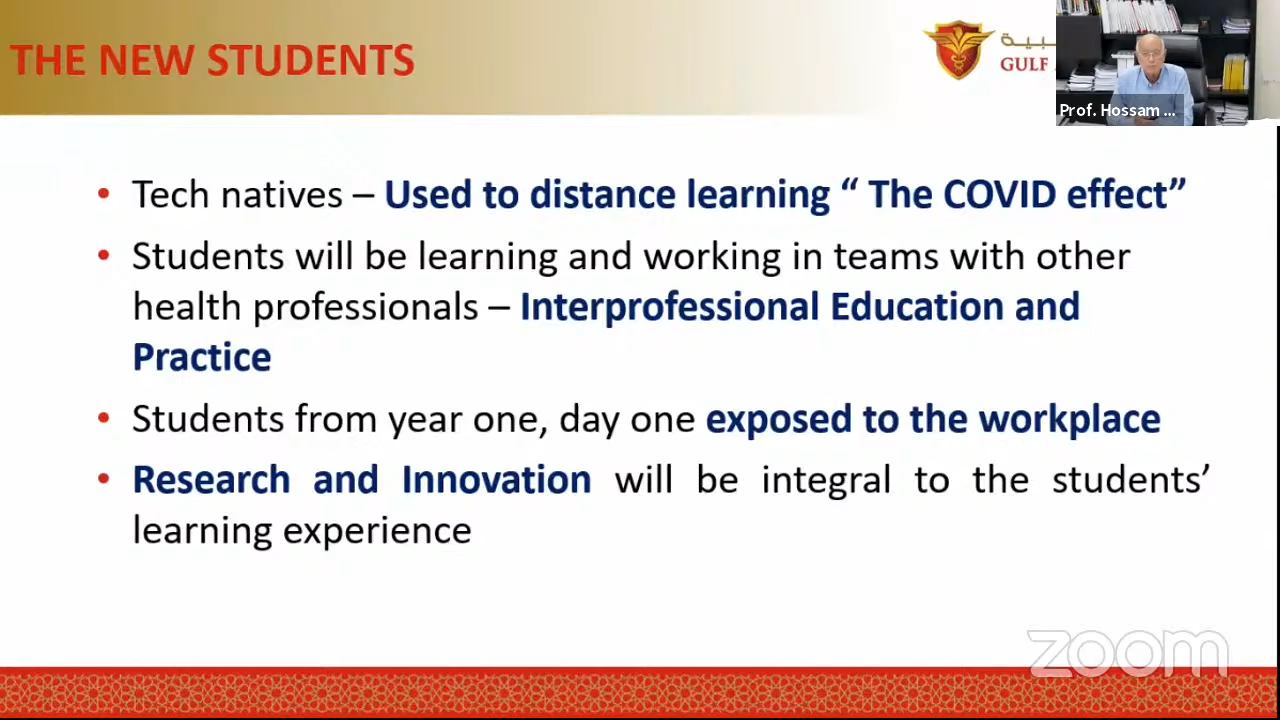 THE NEW STUDENTS
GULF
Prof. Hossam ...
• Tech natives – Used to distance learning “ The COVID effect”
• Students will be learning and working in teams with other
health professionals – Interprofessional Education and
Practice
• Students from year one, day one exposed to the workplace
• Research and Innovation will be integral to the students’
learning experience
zoom